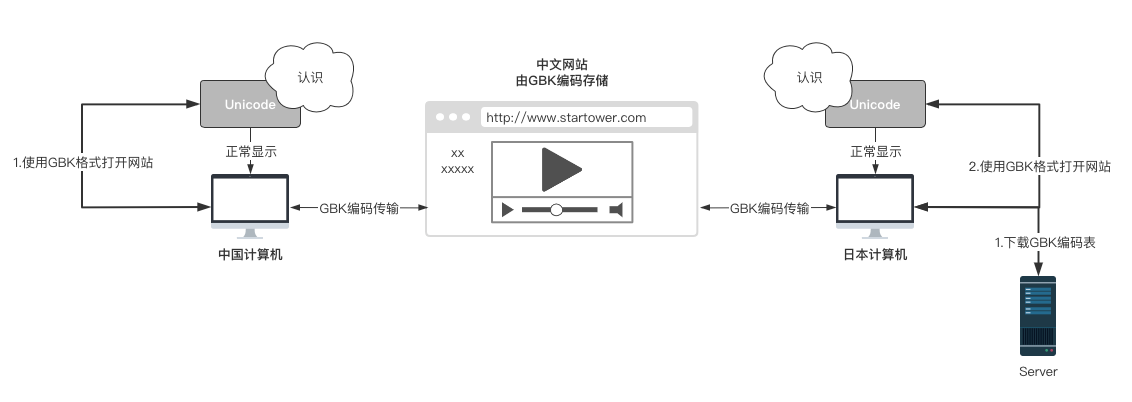 认识
Unicode
正常显示
1.使用GBK格式打开网站
中国计算机
GBK编码传输
中文网站
由GBK编码存储
http://www.startower.com
xx
xxxxx
GBK编码传输
认识
Unicode
正常显示
2.使用GBK格式打开网站
日本计算机
1.下载GBK编码表
Server